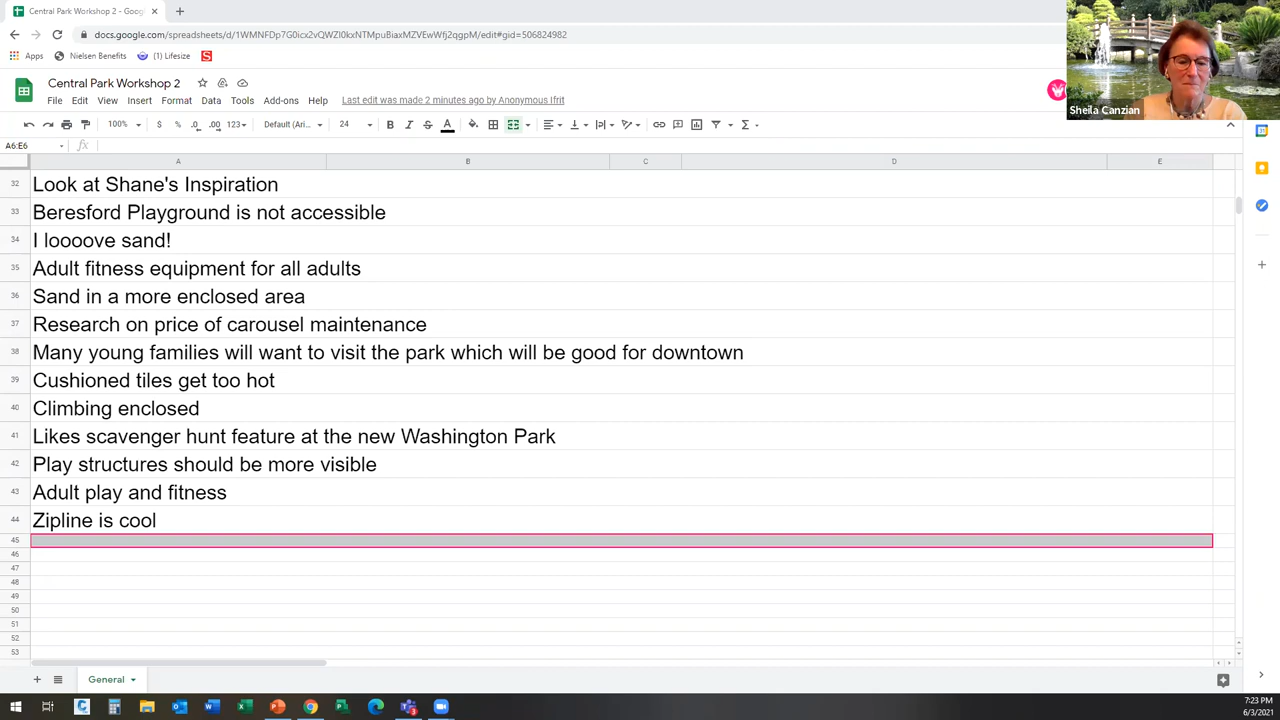 Central Park Workshop 2 - Goog
docs.google.com/spreadsheets/d/
Apps Nielsen Benefits (1) Lifesize
Central Park Workshop 2
File Edit View Insert Format Data Tools Add-ons Help Last edit was made 2 minutes ago by Anonymous Ifrit
Sheila Canzian
100% $ % .0 .00 123 Default (Ari... 24 B I S A
A6:E6 fx
A B C D E
32 Look at Shane's Inspiration
33 Beresford Playground is not accessible
34 I loooove sand!
35 Adult fitness equipment for all adults
36 Sand in a more enclosed area
37 Research on price of carousel maintenance
38 Many young families will want to visit the park which will be good for downtown
39 Cushioned tiles get too hot
40 Climbing enclosed
41 Likes scavenger hunt feature at the new Washington Park
42 Play structures should be more visible
43 Adult play and fitness
44 Zipline is cool
45
46
47
48
49
50
51
52
53
General
7:23 PM
6/3/2021